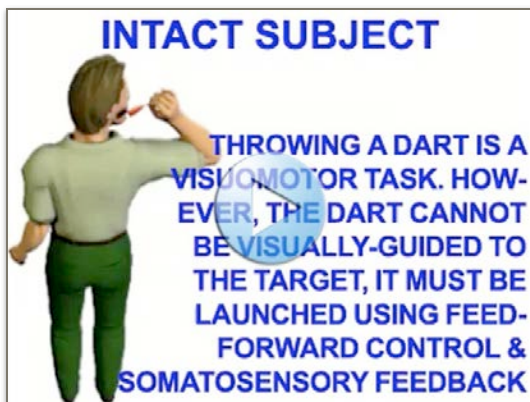 INTACT SUBJECT
THROWING A DART IS A
VISUOMOTOR TASK. HOW-
EVER, THE DART CANNOT
BE VISUALLY-GUIDED TO
THE TARGET, IT MUST BE
LAUNCHED USING FEED-
FORWARD CONTROL &
SOMATOSENSORY FEEDBACK